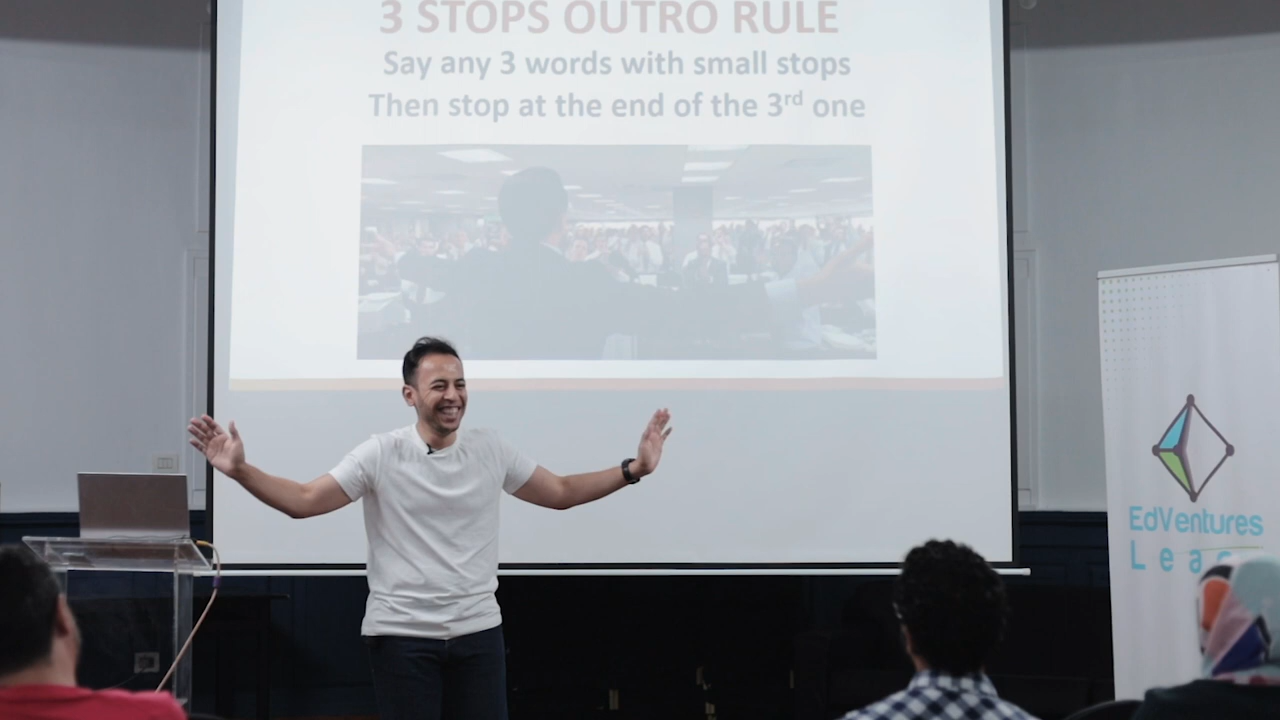 3 STOPS OUTRO RULE
Say any 3 words with small stops
Then stop at the end of the 3rd one
EdVentures